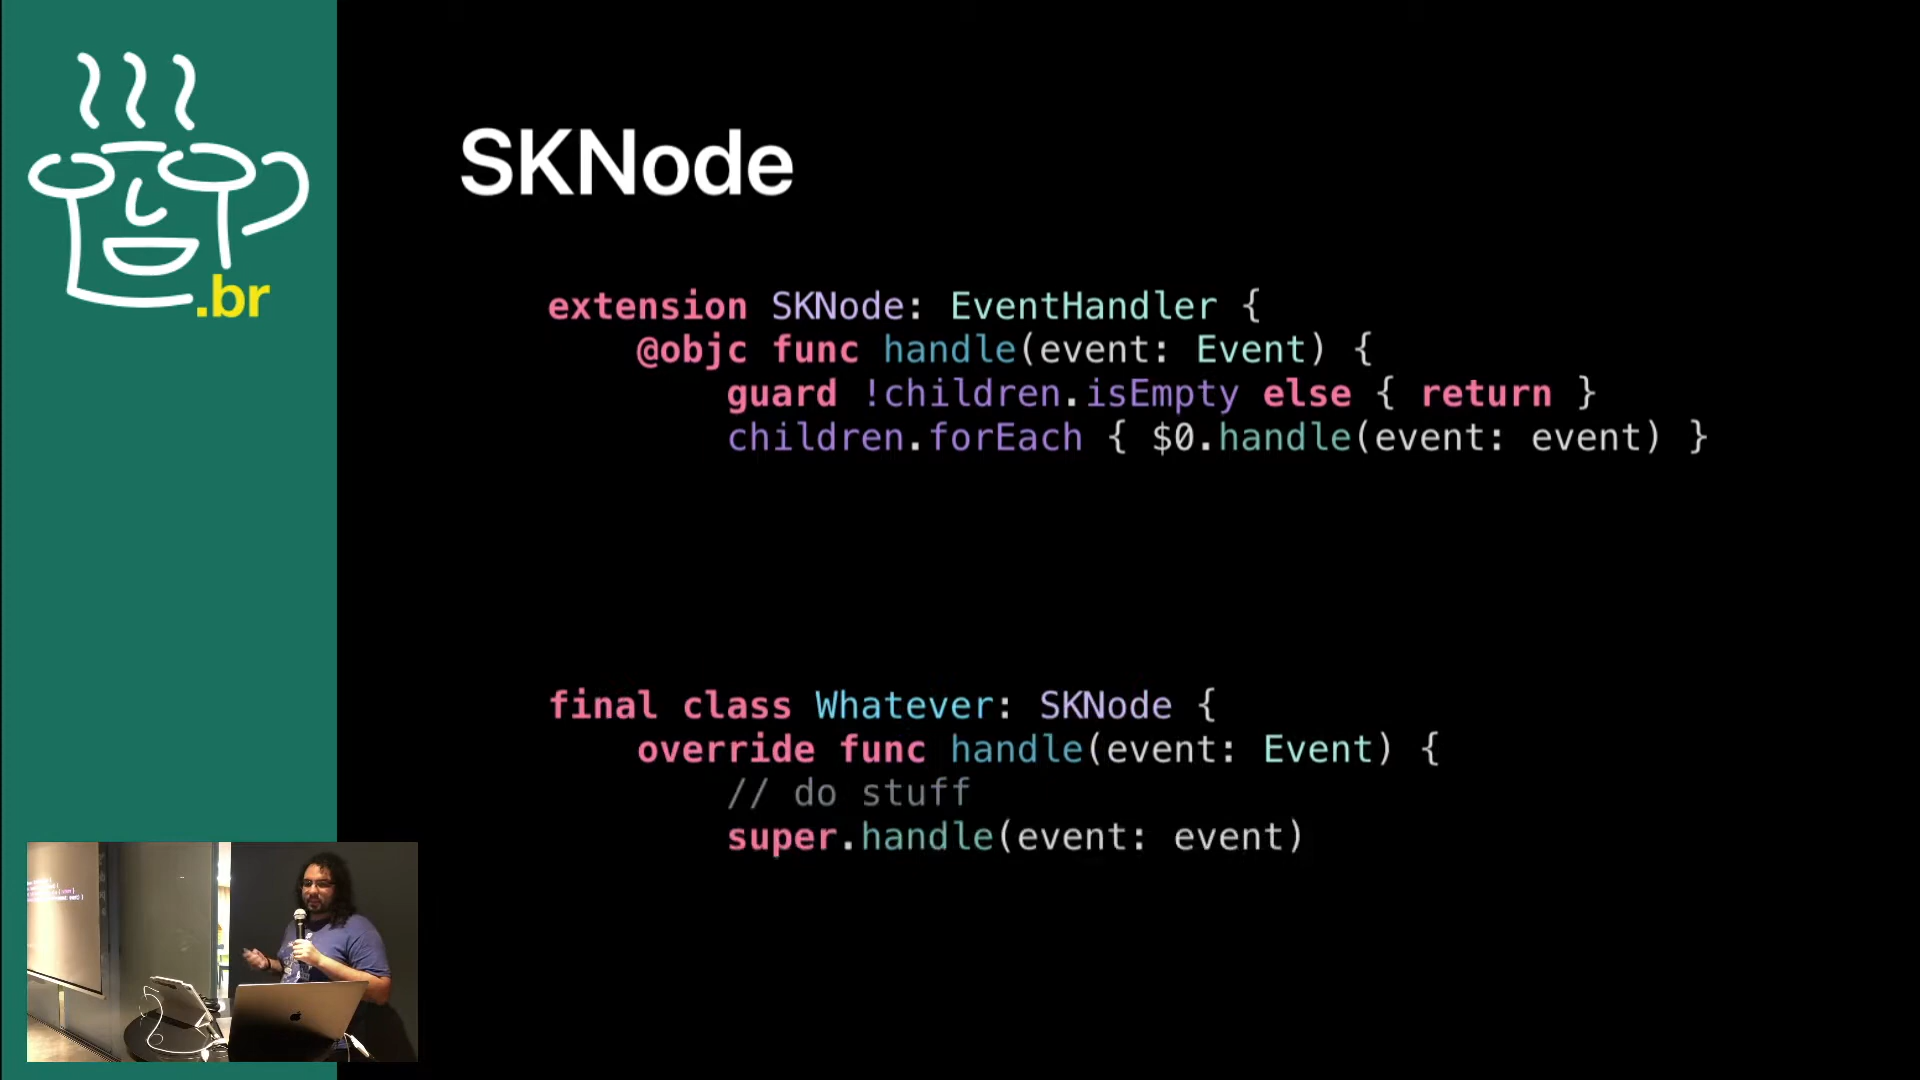 .br
SKNode
extension SKNode: EventHandler {
@objc func handle(event: Event) {
guard !children.isEmpty else { return }
children.forEach { $0.handle(event: event) }
final class Whatever: SKNode {
override func handle(event: Event) {
// do stuff
super.handle(event: event)